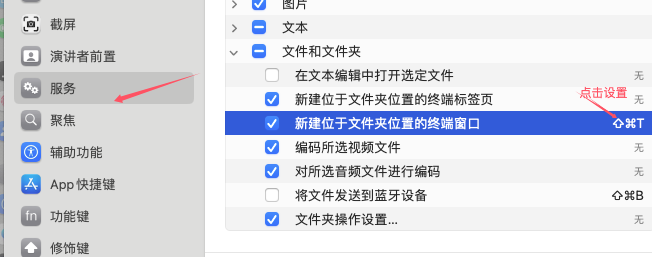 图片
截屏
文本
演讲者前置
文件和文件夹
服务
在文本编辑中打开选定文件 无
新建位于文件夹位置的终端标签页 无
点击设置
聚焦
新建位于文件夹位置的终端窗口 ⇧⌘T
辅助功能
编码所选视频文件 无
对所选音频文件进行编码 无
App 快捷键
将文件发送到蓝牙设备 ⇧⌘B
fn 功能键
文件夹操作设置... 无
修饰键